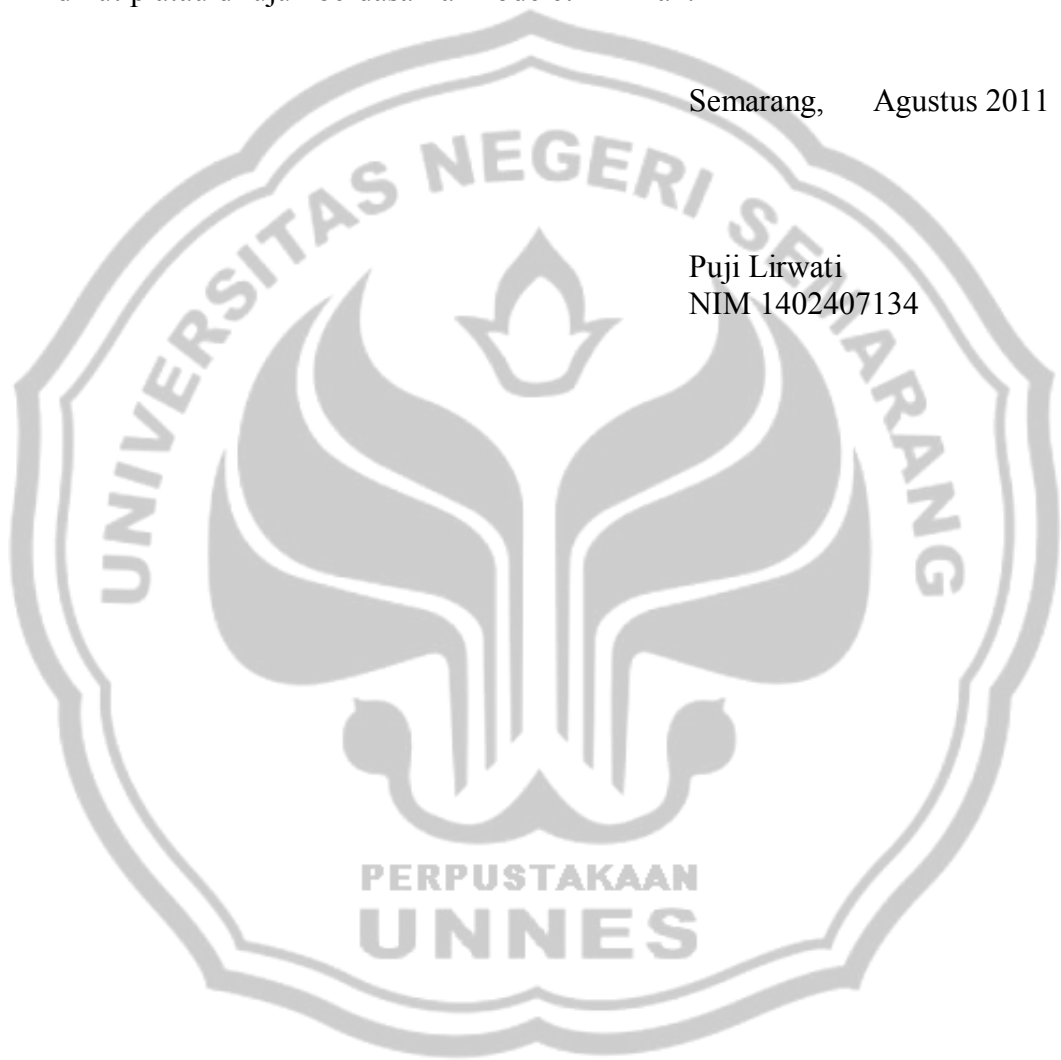 Semarang, Agustus 2011
Puji Lirwati
NIM 1402407134
UNIVERSITAS NEGERI SEMARANG
PERPUSTAKAAN
UNNES